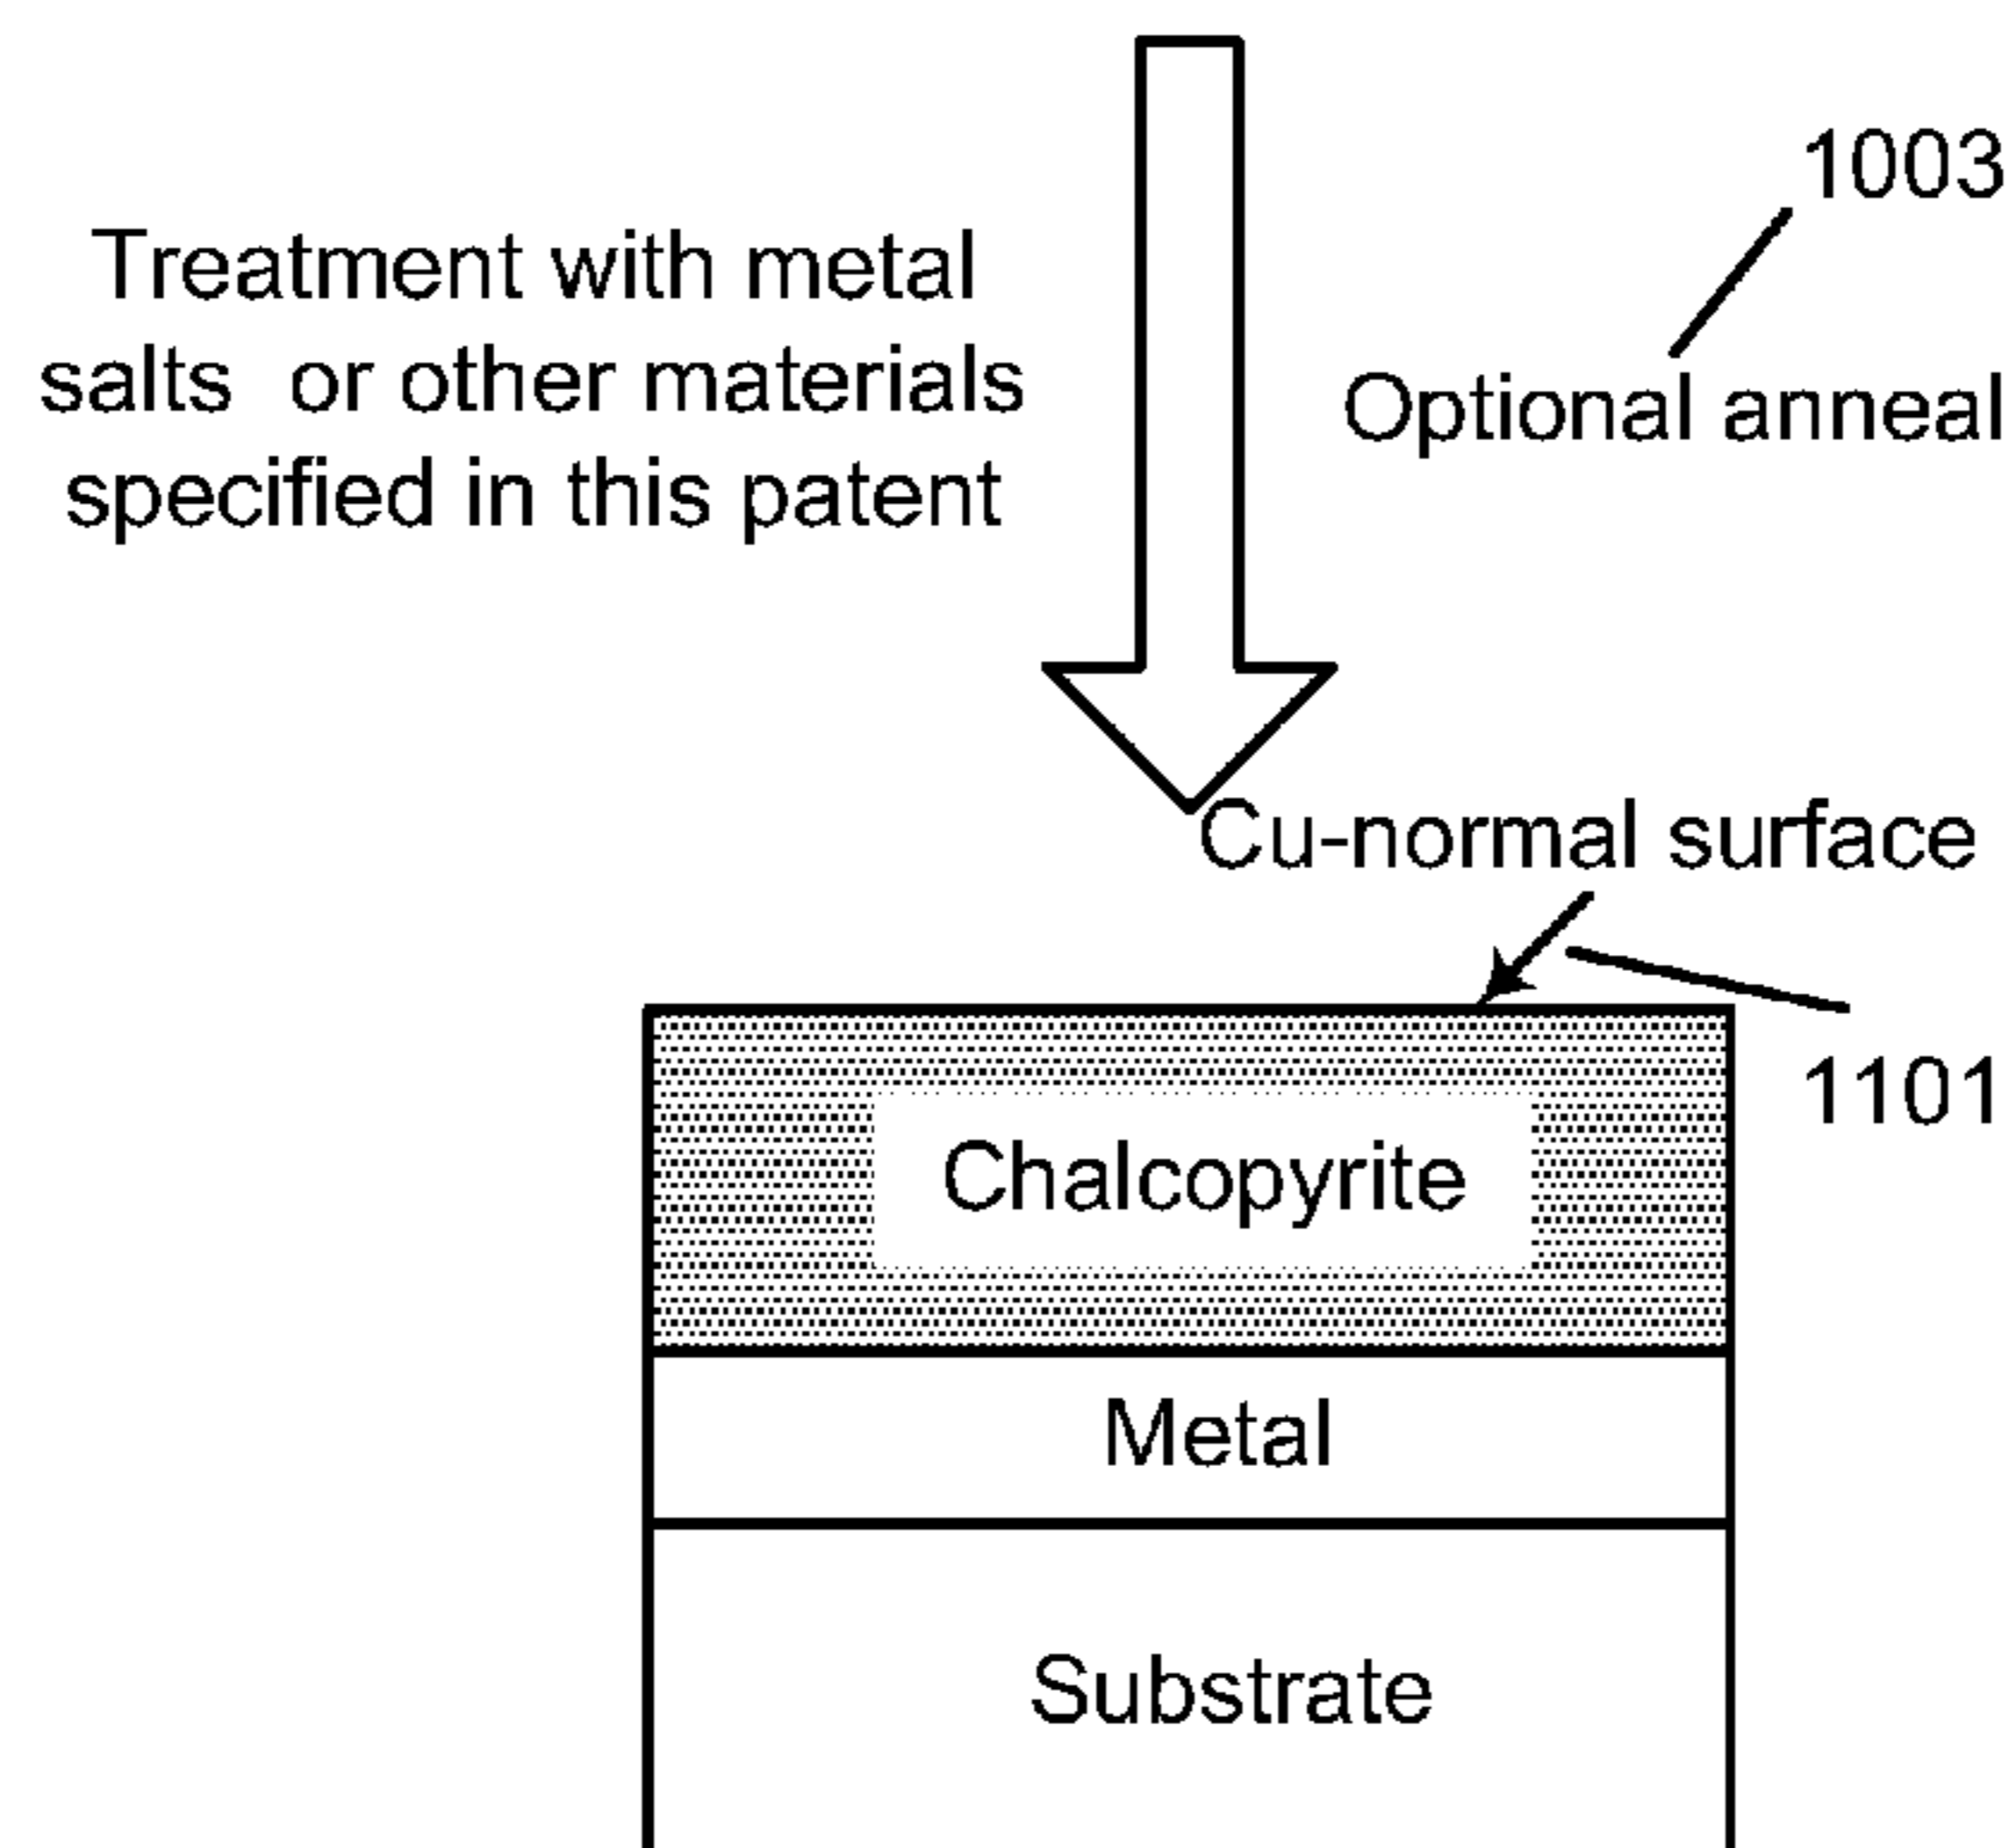 1003
Treatment with metal
salts or other materials
specified in this patent
Optional anneal
Cu-normal surface
1101
Chalcopyrite
Metal
Substrate